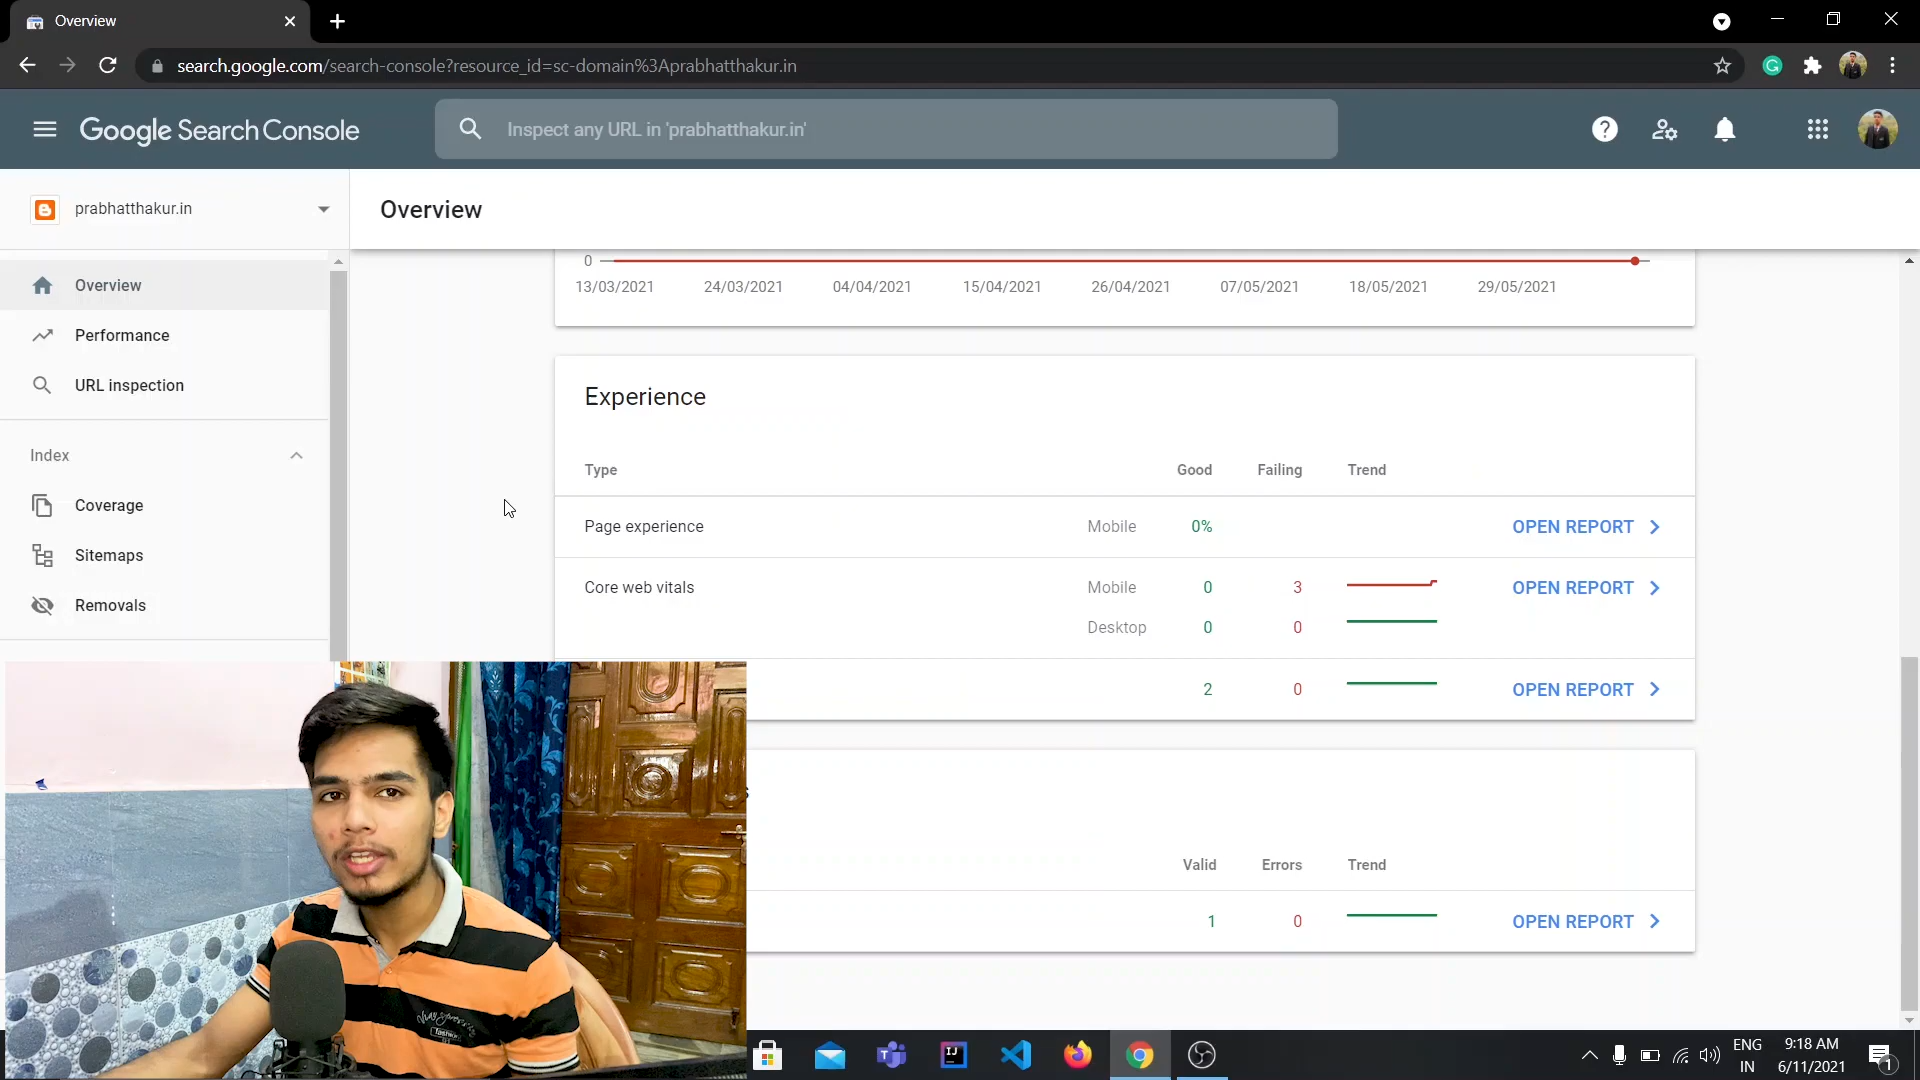 Overview
search.google.com/search-console?resource_id=sc-domain%3Aprabhatthakur.in
Google Search Console
Inspect any URL in 'prabhatthakur.in'
prabhatthakur.in
Overview
Overview
Performance
URL inspection
Index
Coverage
Sitemaps
Removals
0
13/03/2021 24/03/2021 04/04/2021 15/04/2021 26/04/2021 07/05/2021 18/05/2021 29/05/2021
Experience
Type Good Failing Trend
Page experience Mobile 0% OPEN REPORT
Core web vitals Mobile 0 3 OPEN REPORT
Desktop 0 0
2 0 OPEN REPORT
s
Valid Errors Trend
1 0 OPEN REPORT
fashion
ENG
IN
9:18 AM
6/11/2021
1